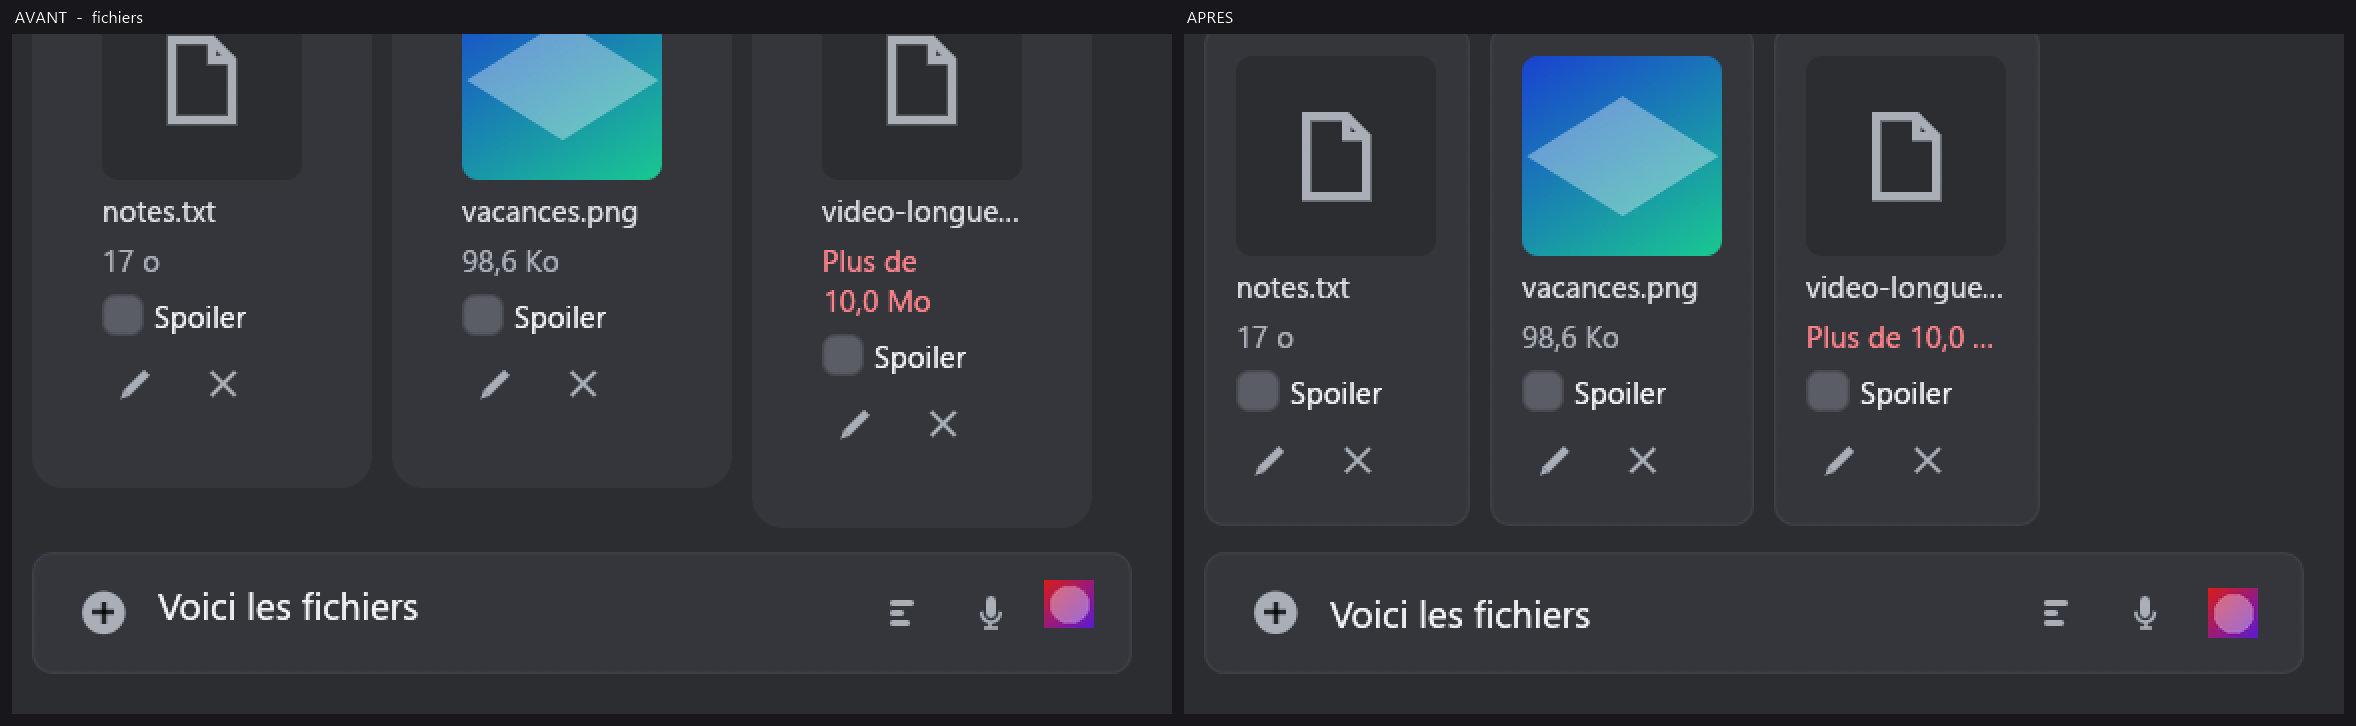 AVANT - fichiers
notes.txt
17 o
Spoiler
vacances.png
98,6 Ko
Spoiler
video-longue...
Plus de
10,0 Mo
Spoiler
Voici les fichiers
APRES
notes.txt
17 o
Spoiler
vacances.png
98,6 Ko
Spoiler
video-longue...
Plus de 10,0 ...
Spoiler
Voici les fichiers